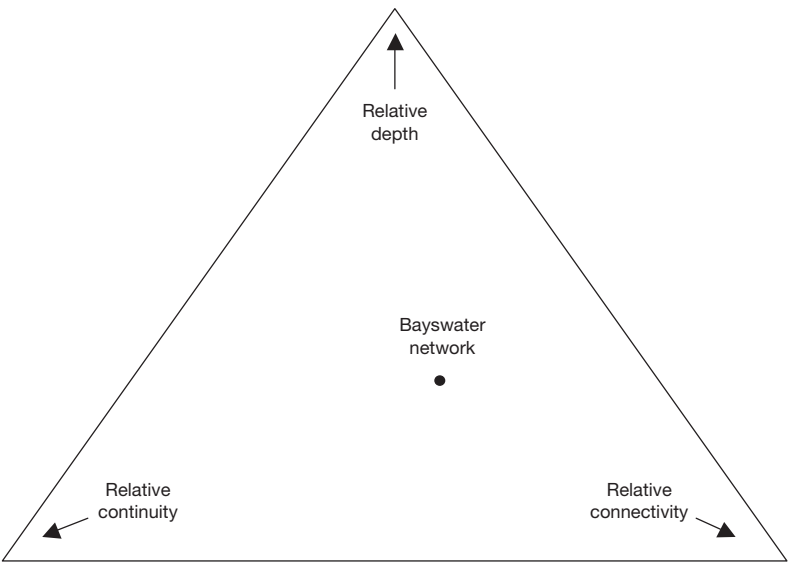 Relative
depth
Bayswater
network
Relative
continuity
Relative
connectivity